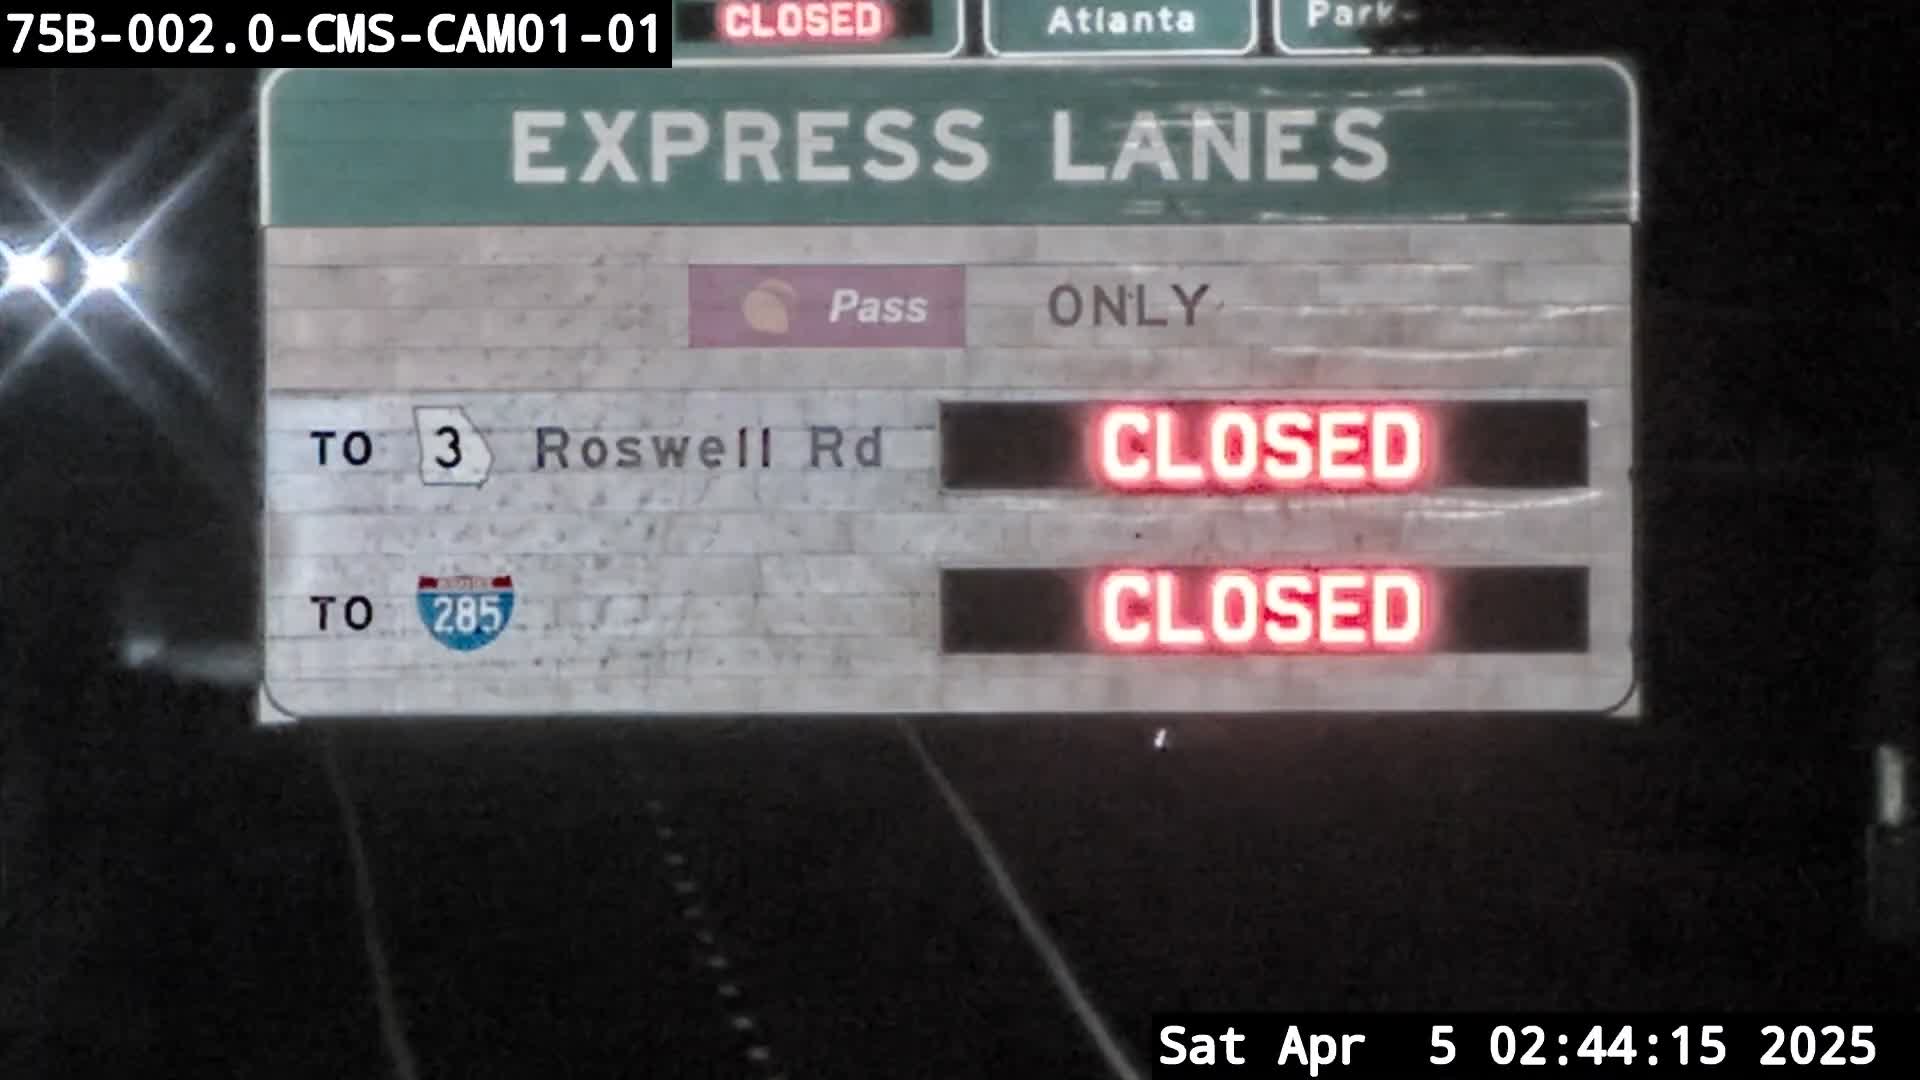 75B-002.0-CMS-CAM01-01
CLOSED
Atlanta
Park
EXPRESS LANES
Pass ONLY
TO 3 Roswell Rd CLOSED
TO 285 CLOSED
Sat Apr 5 02:44:15 2025